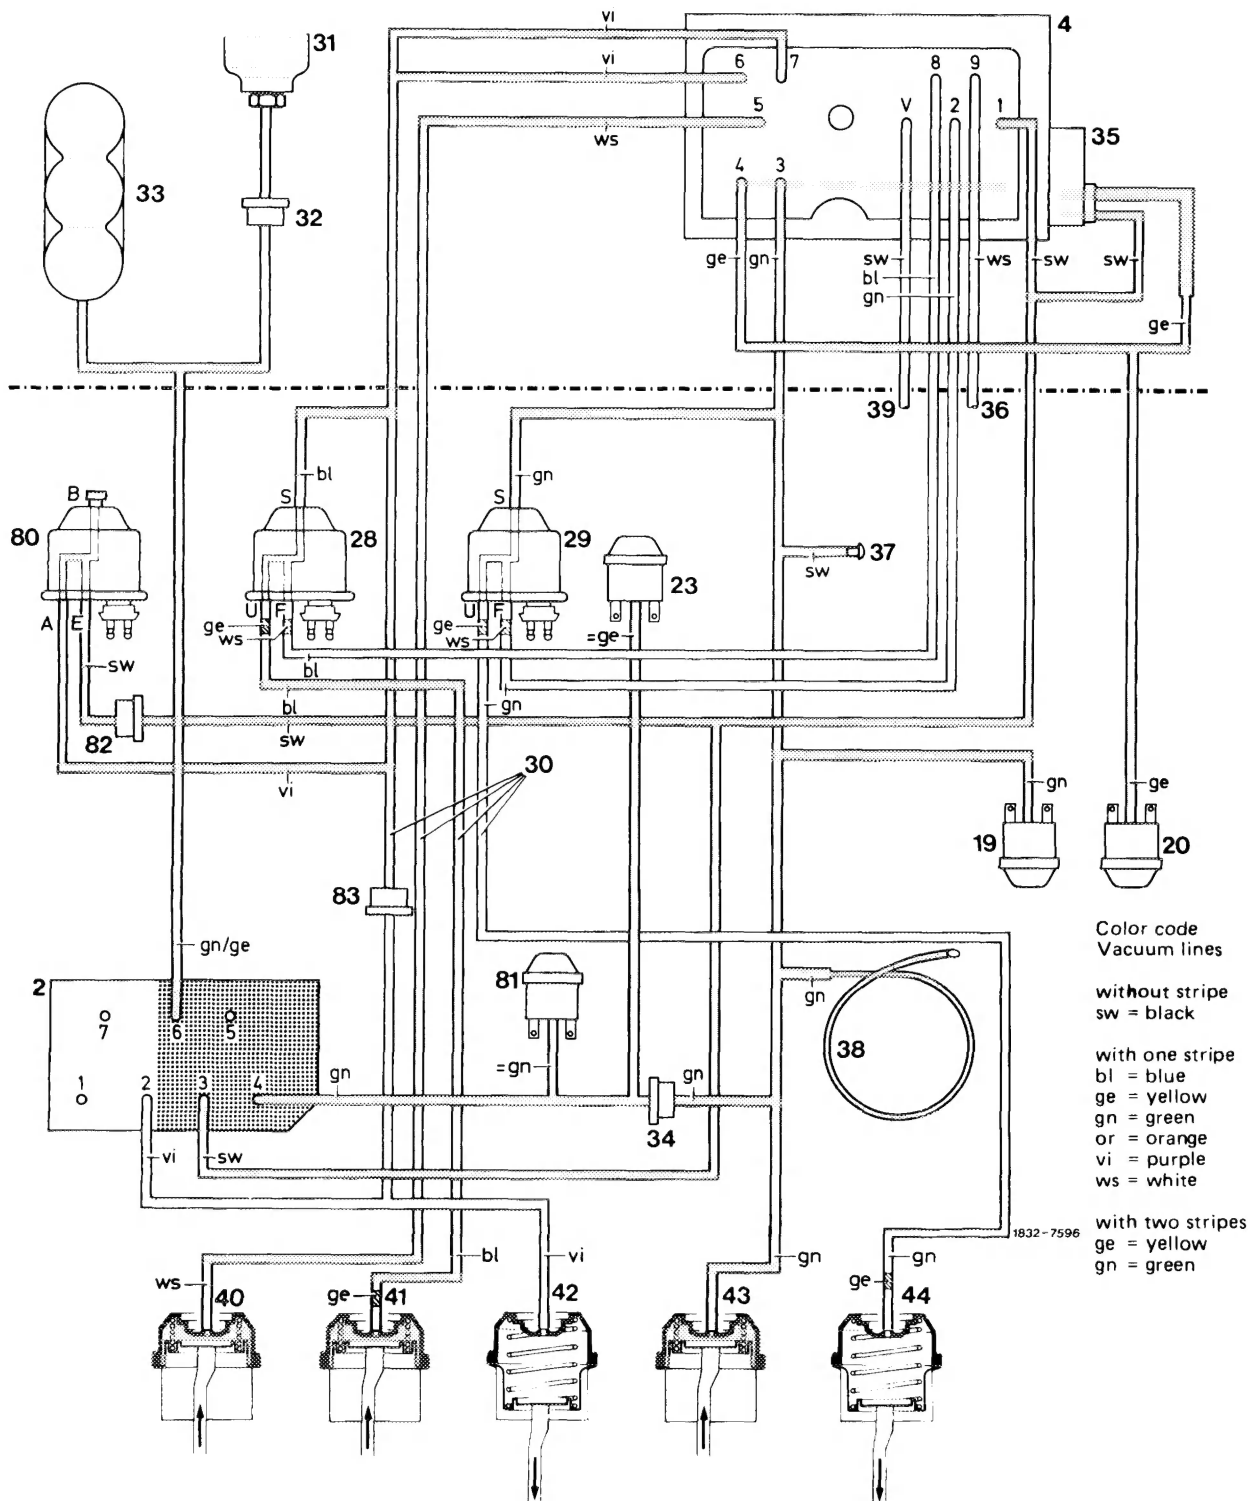 vi
31
4
vi
6
7
8
9
5
V
2
1
35
ws
33
4
3
32
ge
gn
sw
ws
sw
sw
bl
gn
ge
39
36
bl
gn
B
S
S
80
28
29
37
23
sw
A
E
U
F
U
F
ge
ws
ge
ws
=ge
sw
bl
bl
gn
82
sw
30
vi
gn
ge
19
20
83
gn/ge
Color code
Vacuum lines
2
81
gn
without stripe
sw = black
7
6
5
38
with one stripe
bl = blue
ge = yellow
gn = green
or = orange
vi = purple
ws = white
1
2
3
4
gn
=gn
gn
34
vi
sw
with two stripes
ge = yellow
gn = green
1832-7596
ws
bl
vi
gn
gn
40
ge
41
42
43
ge
44